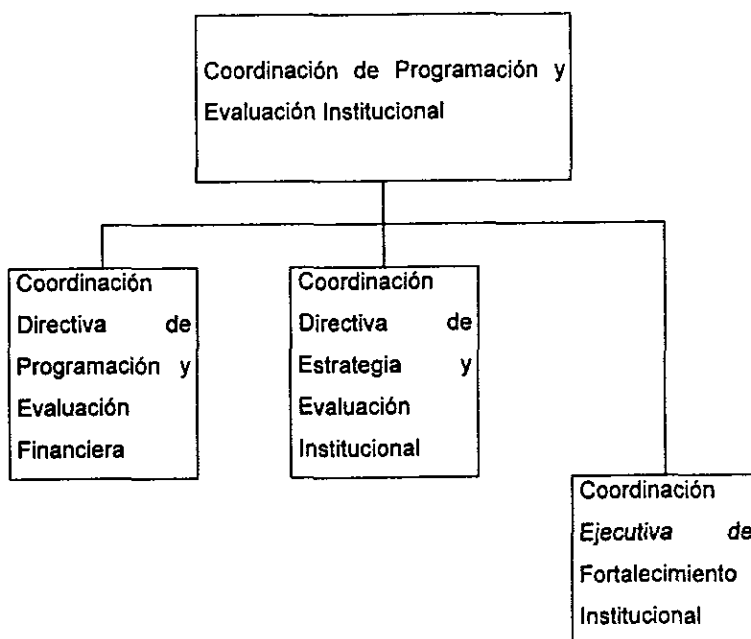 Coordinación de Programación y
Evaluación Institucional
Coordinación
Directiva de
Programación y
Evaluación
Financiera
Coordinación
Directiva de
Estrategia y
Evaluación
Institucional
Coordinación
Ejecutiva de
Fortalecimiento
Institucional